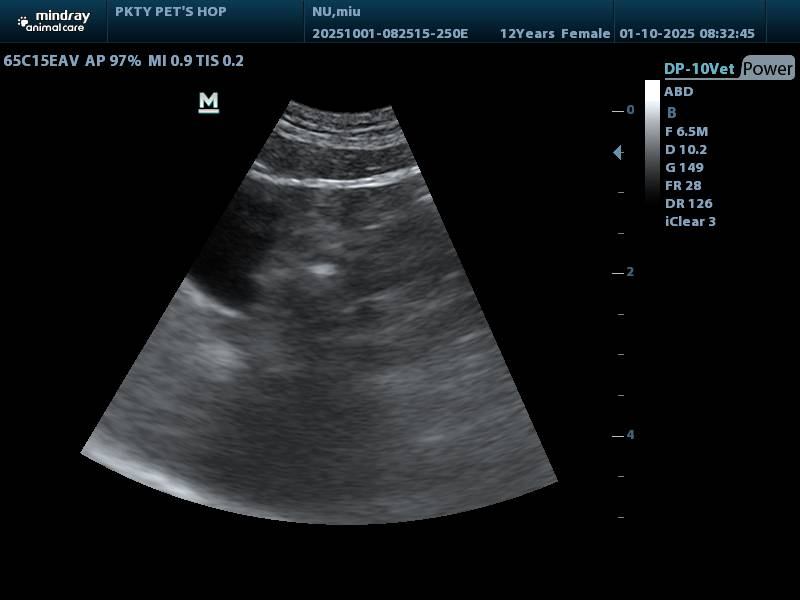 mindray
animalcare
PKTY PET'S HOP
NU,miu
20251001-082515-250E 12Years Female 01-10-2025 08:32:45
65C15EAV AP 97% MI 0.9 TIS 0.2
DP-10Vet Power
M
ABD
B
F 6.5M
D 10.2
G 149
FR 28
DR 126
iClear 3
0
2
4